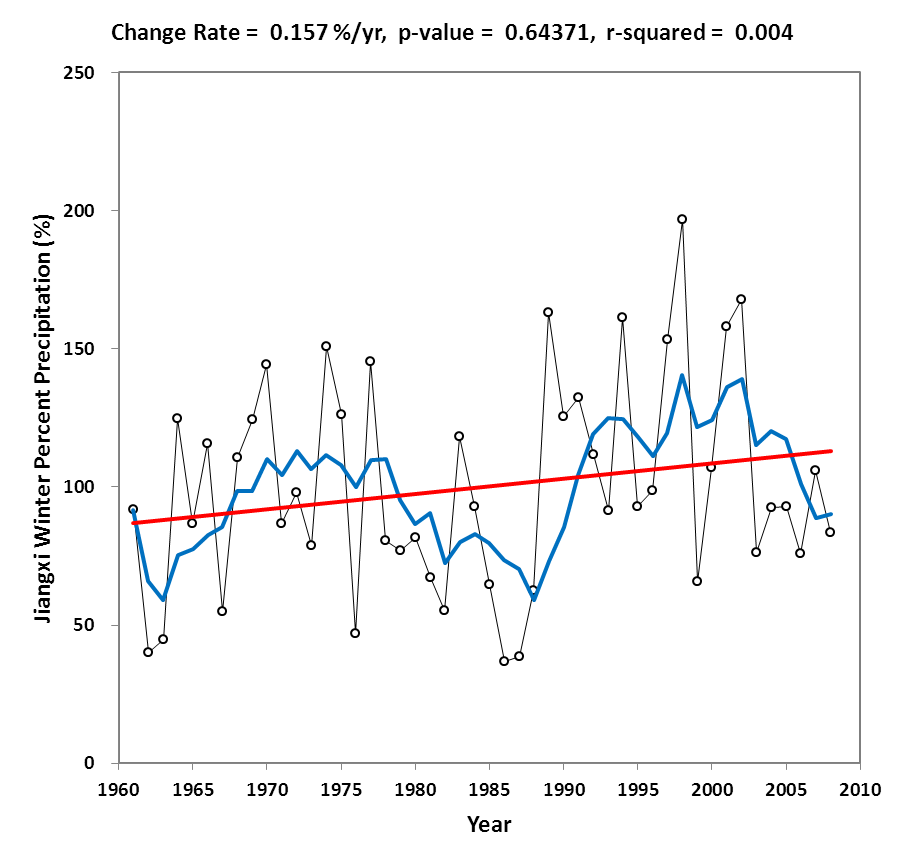 Change Rate = 0.157 %/yr, p-value = 0.64371, r-squared = 0.004
250
200
150
100
50
0
Jiangxi Winter Percent Precipitation (%)
1960 1965 1970 1975 1980 1985 1990 1995 2000 2005 2010
Year